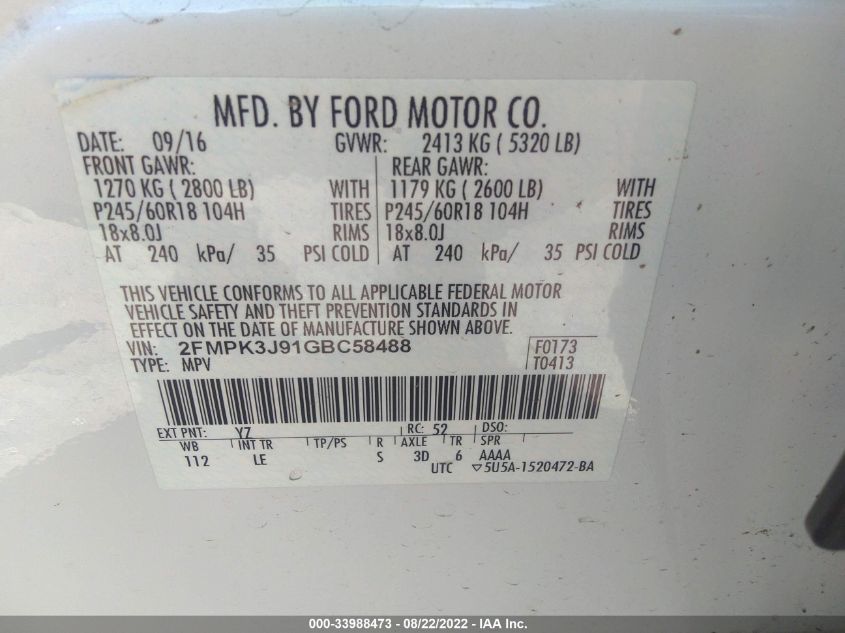 MFD. BY FORD MOTOR CO.
DATE: 09/16 GVWR: 2413 KG ( 5320 LB)
FRONT GAWR: REAR GAWR:
1270 KG ( 2800 LB) WITH 1179 KG ( 2600 LB) WITH
P245/60R18 104H TIRES P245/60R18 104H TIRES
18x8.0J RIMS 18x8.0J RIMS
AT 240 kPa/ 35 PSI COLD AT 240 kPa/ 35 PSI COLD
THIS VEHICLE CONFORMS TO ALL APPLICABLE FEDERAL MOTOR
VEHICLE SAFETY AND THEFT PREVENTION STANDARDS IN
EFFECT ON THE DATE OF MANUFACTURE SHOWN ABOVE.
VIN: 2FMPK3J91GBC58488 F0173
TYPE: MPV T0413
EXT PNT: YZ RC: 52 DSO:
WB INT TR TP/PS R AXLE TR SPR
112 LE S 3D 6 AAAA
UTC ▽5U5A-1520472-BA
000-33988473 - 08/22/2022 - IAA Inc.